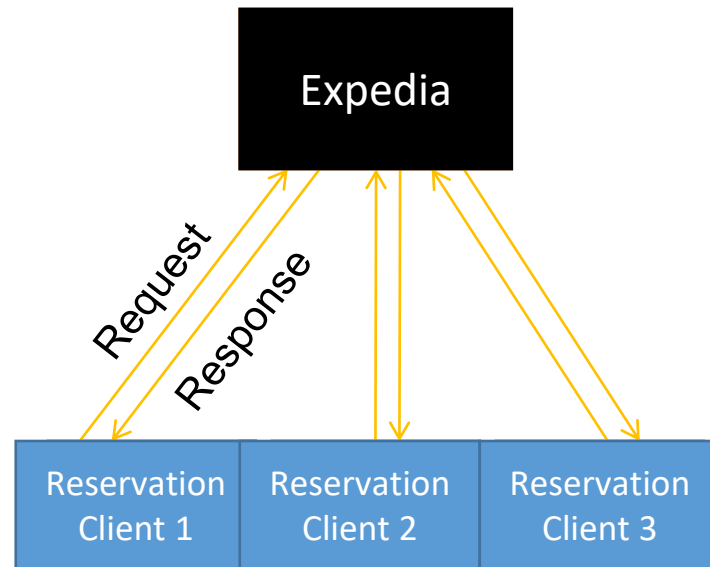 Expedia
Request
Response
Reservation
Client 1
Reservation
Client 2
Reservation
Client 3